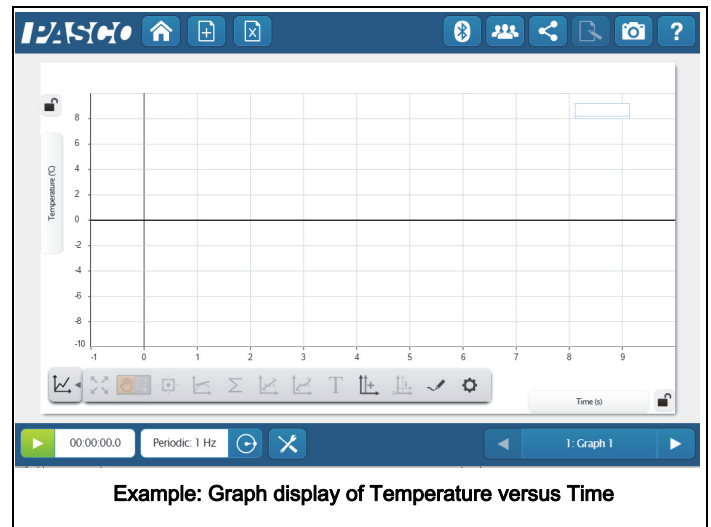 PASCO
?
8
6
4
2
0
-2
-4
-6
-8
-10
Temperature (℃)
-1 0 1 2 3 4 5 6 7 8 9
Σ T
Time (s)
00:00:00.0 Periodic: 1 Hz 1: Graph 1
Example: Graph display of Temperature versus Time